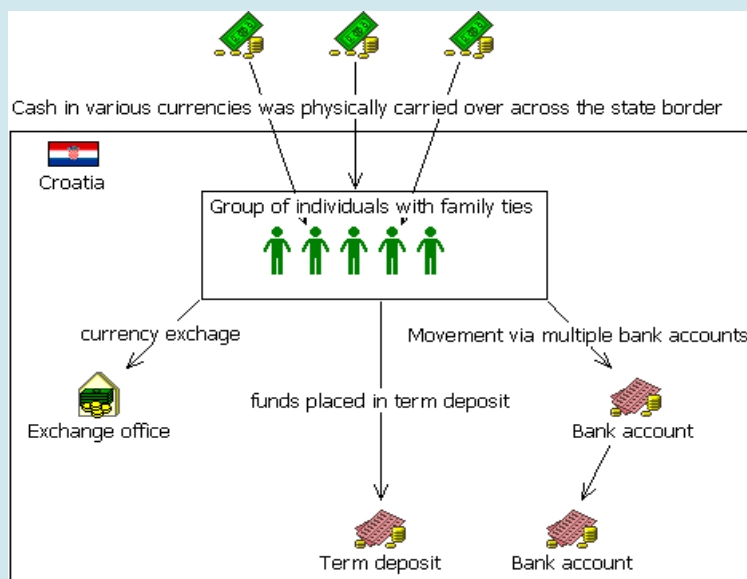 Cash in various currencies was physically carried over across the state border
Croatia
Group of individuals with family ties
currency exchage
Movement via multiple bank accounts
funds placed in term deposit
Exchange office
Bank account
Term deposit
Bank account